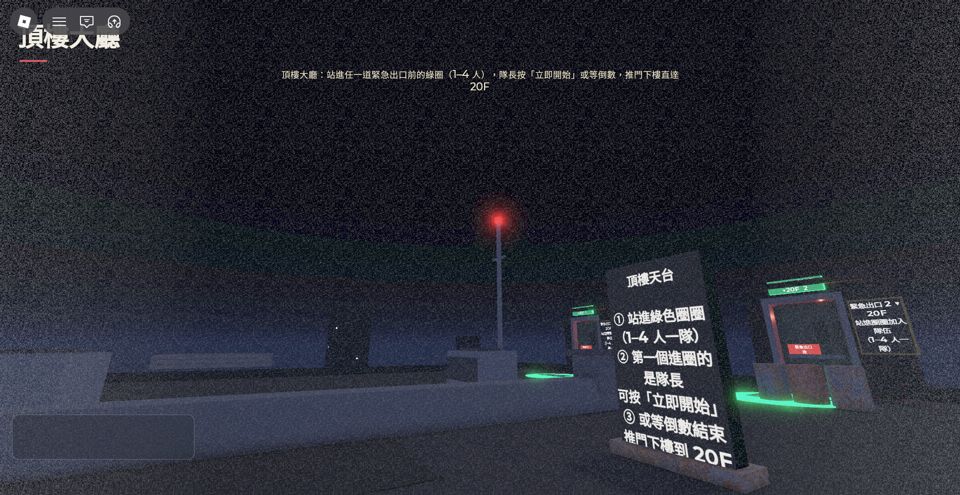 頂樓大廳
頂樓大廳：站進任一道緊急出口前的綠圈（1–4 人），隊長按「立即開始」或等倒數，推門下樓直達
20F
頂樓天台
① 站進綠色圈圈
（1–4 人一隊）
② 第一個進圈的
是隊長
可按「立即開始」
③ 或等倒數結束
推門下樓到 20F
緊急出口 2
20F
站進圈圈加入
隊伍
（1–4 人一
隊）